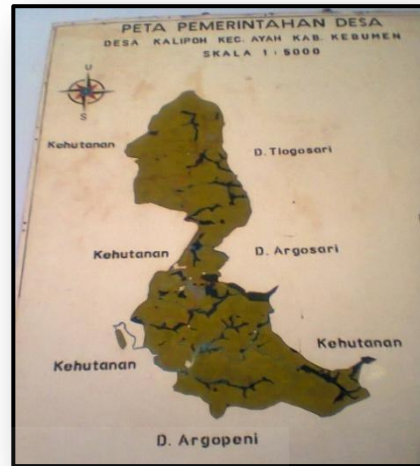 PETA PEMERINTAHAN DESA
DESA KALIPOH KEC. AYAH KAB. KEBUMEN
SKALA 1 : 5000
U
S
Kehutanan
D. Tlogosari
Kehutanan
D. Argosari
Kehutanan
Kehutanan
D. Argopeni